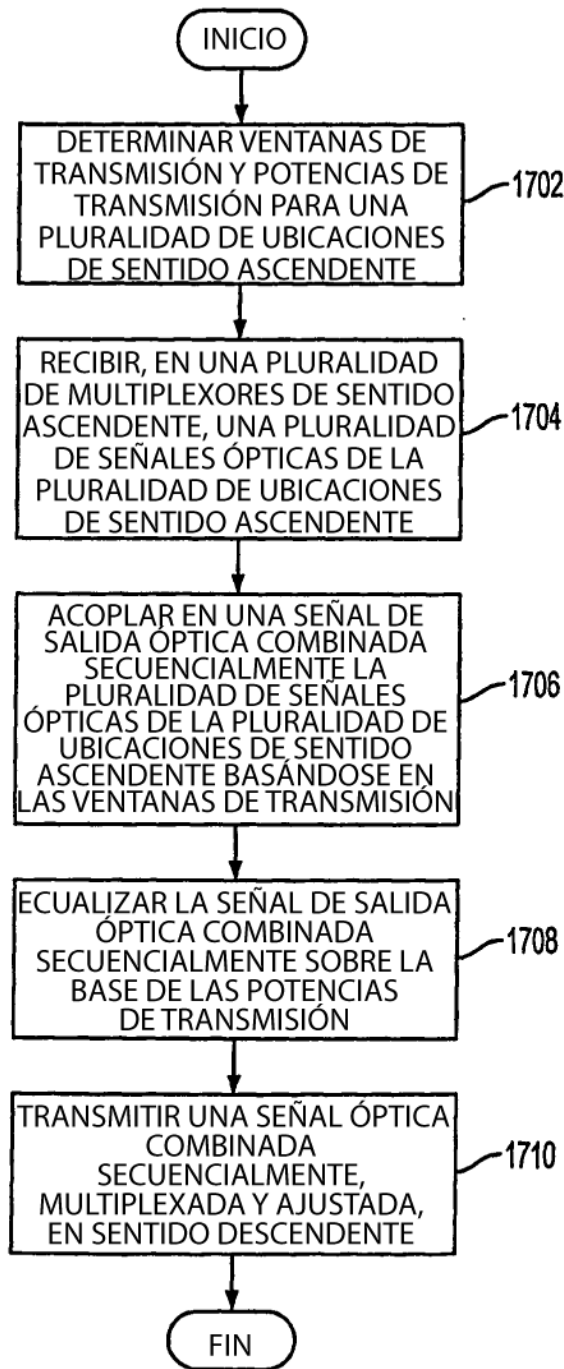 INICIO
DETERMINAR VENTANAS DE
TRANSMISIÓN Y POTENCIAS DE
TRANSMISIÓN PARA UNA
PLURALIDAD DE UBICACIONES
DE SENTIDO ASCENDENTE
1702
RECIBIR, EN UNA PLURALIDAD
DE MULTIPLEXORES DE SENTIDO
ASCENDENTE, UNA PLURALIDAD
DE SEÑALES ÓPTICAS DE LA
PLURALIDAD DE UBICACIONES
DE SENTIDO ASCENDENTE
1704
ACOPLAR EN UNA SEÑAL DE
SALIDA ÓPTICA COMBINADA
SECUENCIALMENTE LA
PLURALIDAD DE SEÑALES
ÓPTICAS DE LA PLURALIDAD DE
UBICACIONES DE SENTIDO
ASCENDENTE BASÁNDOSE EN
LAS VENTANAS DE TRANSMISIÓN
1706
ECUALIZAR LA SEÑAL DE SALIDA
ÓPTICA COMBINADA
SECUENCIALMENTE SOBRE LA
BASE DE LAS POTENCIAS
DE TRANSMISIÓN
1708
TRANSMITIR UNA SEÑAL ÓPTICA
COMBINADA
SECUENCIALMENTE,
MULTIPLEXADA Y AJUSTADA,
EN SENTIDO DESCENDENTE
1710
FIN